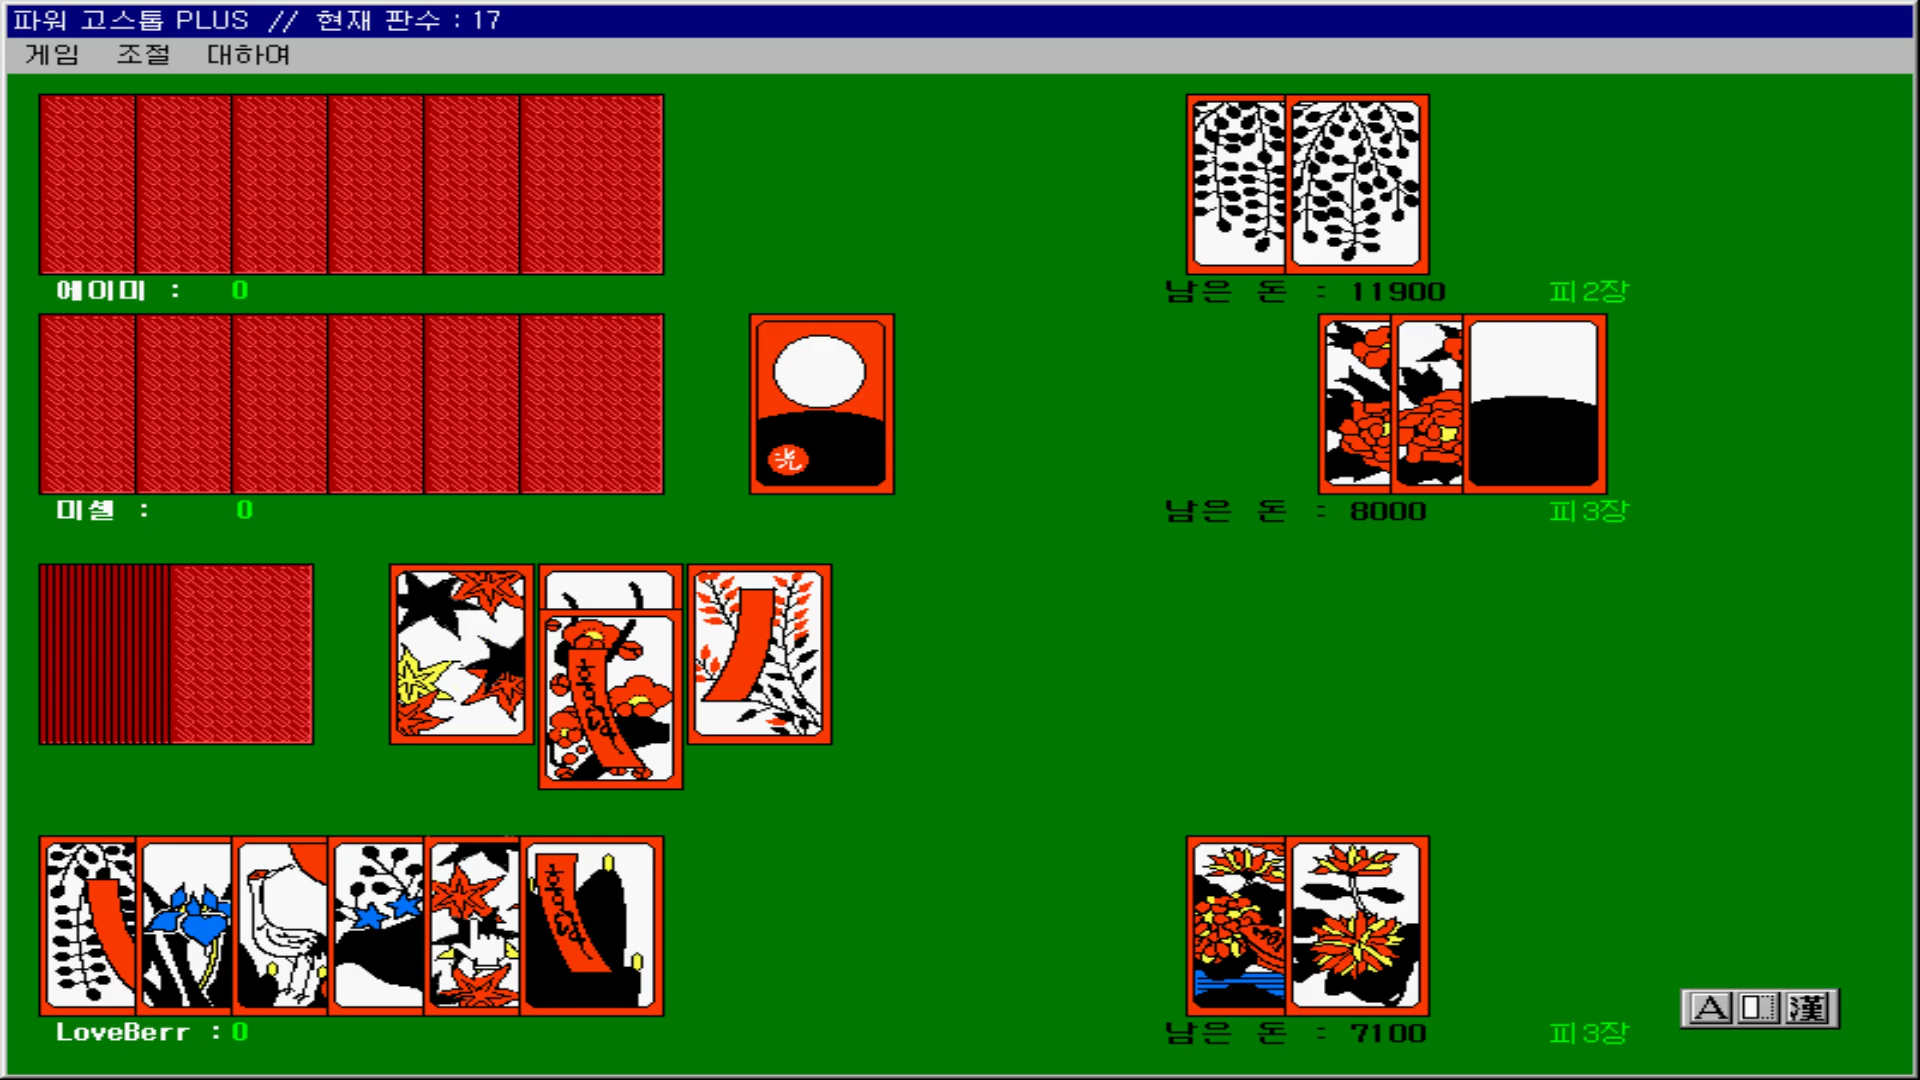 파워 고스톱 PLUS // 현재 판수 : 17
게임 조절 대하여
에이미 : 0
남은 돈 : 11900 피2장
光
미셸 : 0
남은 돈 : 8000 피3장
LoveBerr : 0
남은 돈 : 7100 피3장
A 漢